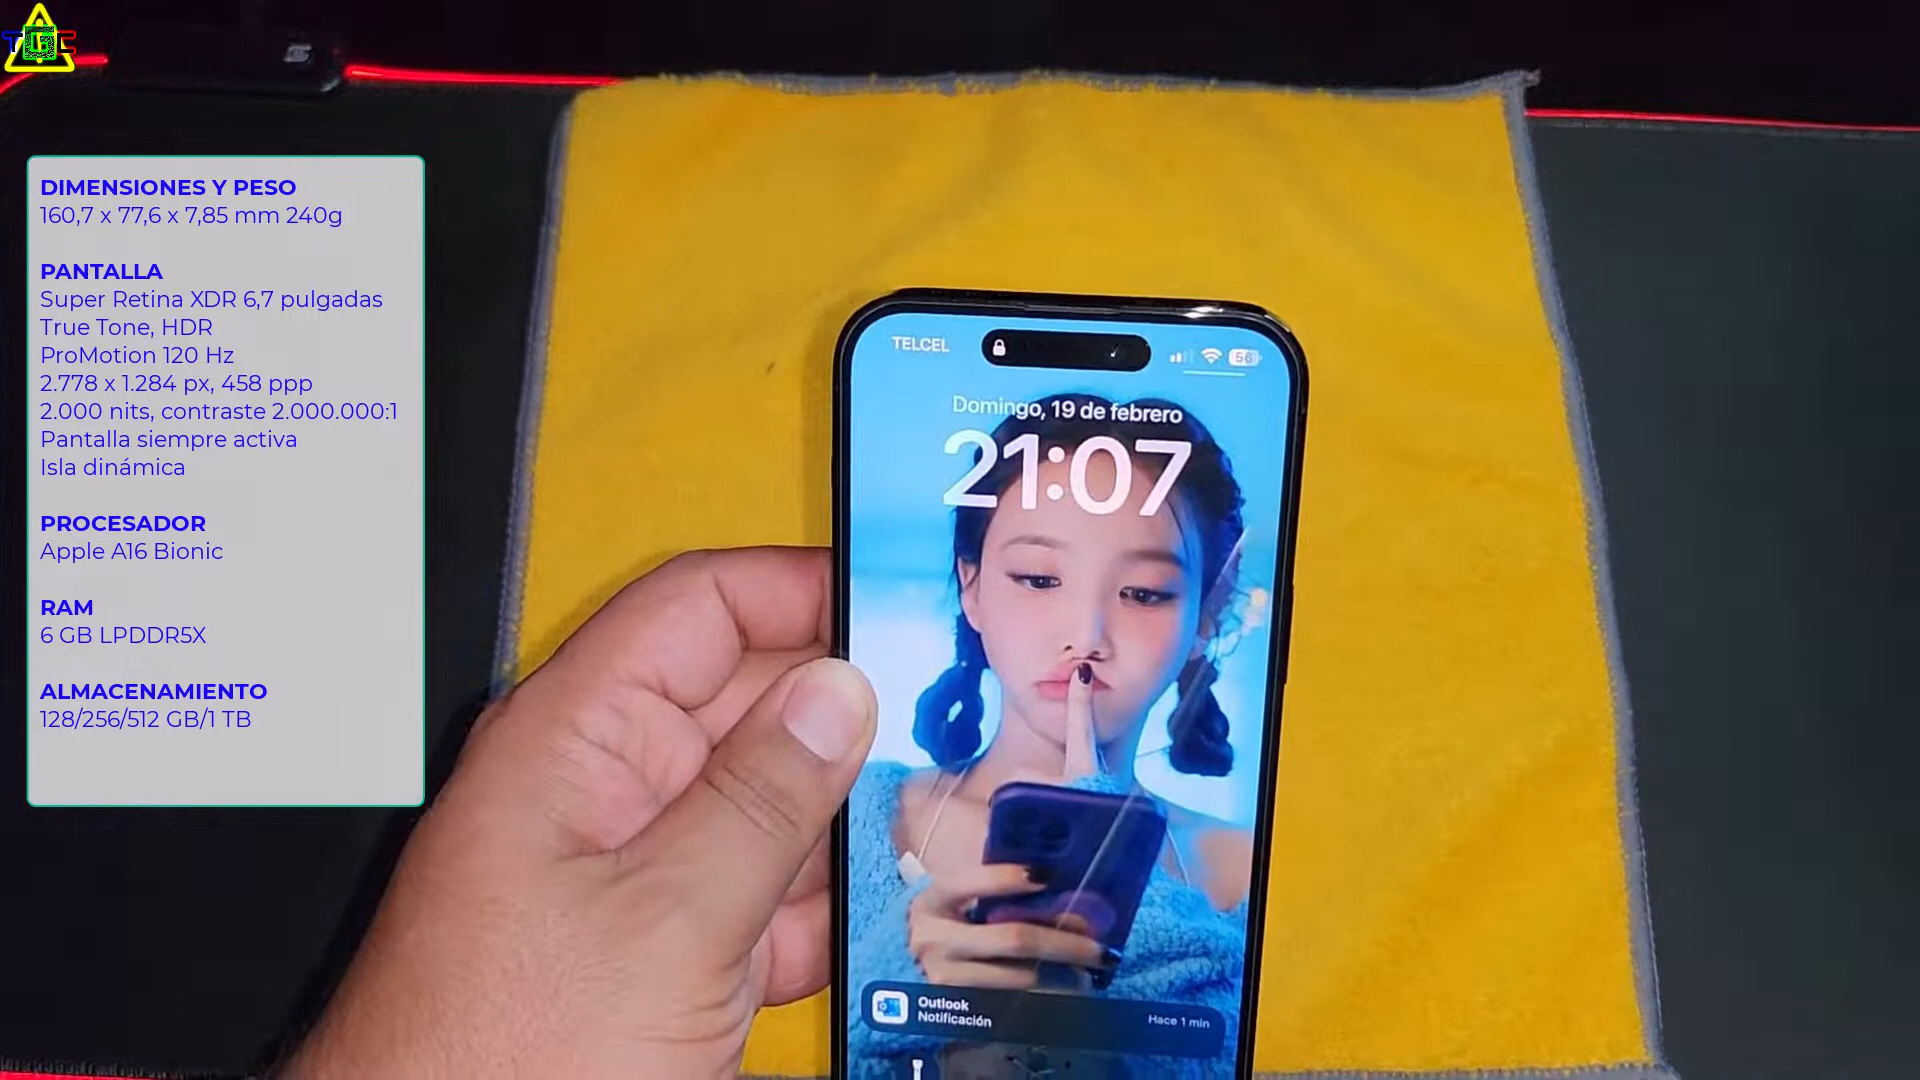 DIMENSIONES Y PESO
160,7 x 77,6 x 7,85 mm 240g
PANTALLA
Super Retina XDR 6,7 pulgadas
True Tone, HDR
ProMotion 120 Hz
2.778 x 1.284 px, 458 ppp
2.000 nits, contraste 2.000.000:1
Pantalla siempre activa
Isla dinámica
PROCESADOR
Apple A16 Bionic
RAM
6 GB LPDDR5X
ALMACENAMIENTO
128/256/512 GB/1 TB
TELCEL
56
Domingo, 19 de febrero
21:07
Outlook
Notificación
Hace 1 min